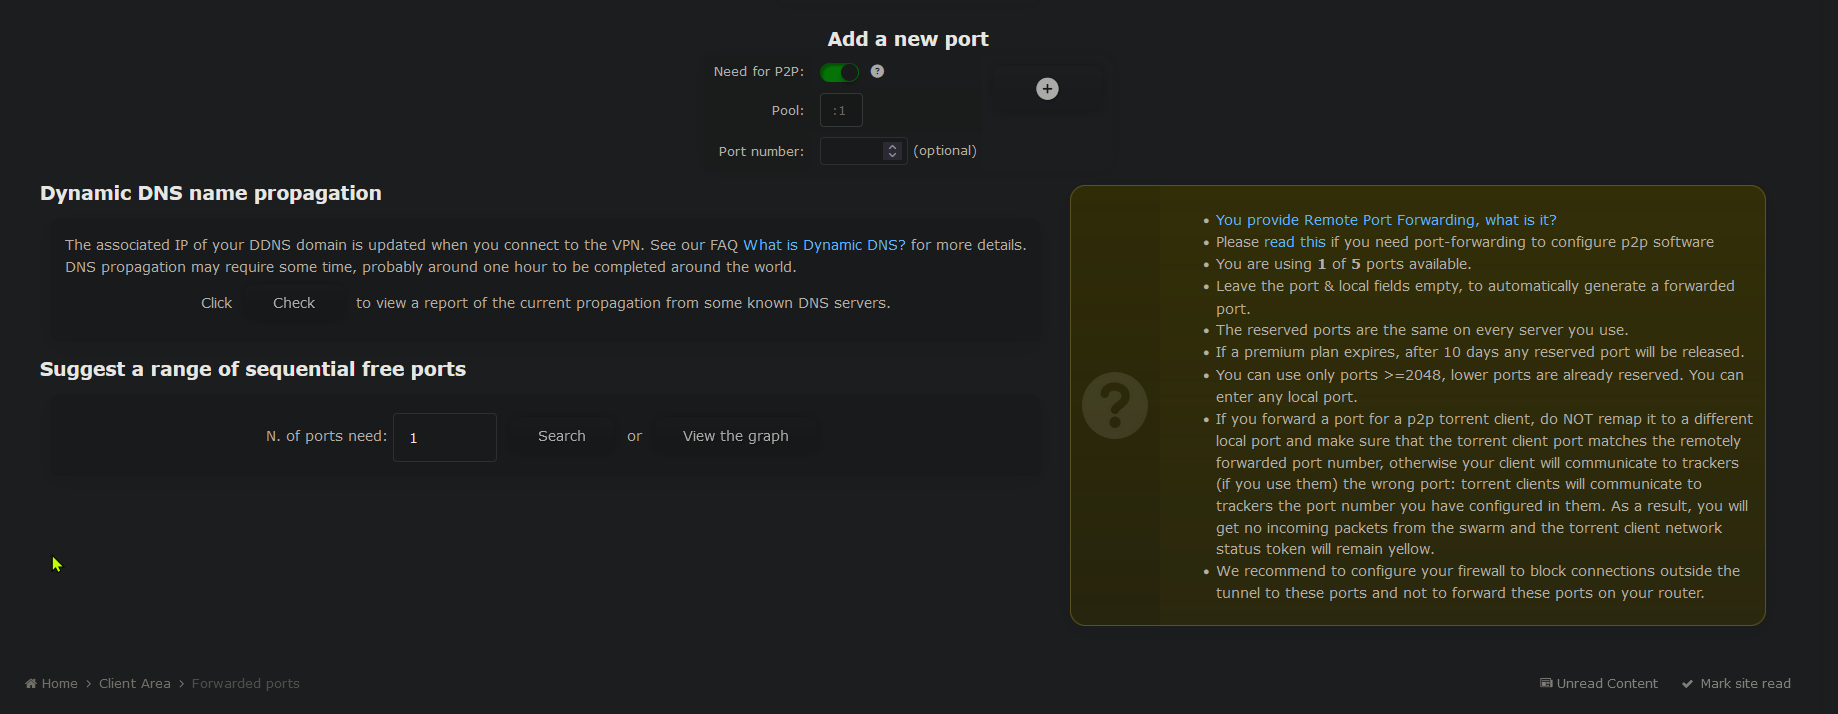 Add a new port
Need for P2P:
Pool: :1
Port number: (optional)
Dynamic DNS name propagation
The associated IP of your DDNS domain is updated when you connect to the VPN. See our FAQ What is Dynamic DNS? for more details.
DNS propagation may require some time, probably around one hour to be completed around the world.
Click Check to view a report of the current propagation from some known DNS servers.
Suggest a range of sequential free ports
N. of ports need: 1 Search or View the graph
• You provide Remote Port Forwarding, what is it?
• Please read this if you need port-forwarding to configure p2p software
• You are using 1 of 5 ports available.
• Leave the port & local fields empty, to automatically generate a forwarded
port.
• The reserved ports are the same on every server you use.
• If a premium plan expires, after 10 days any reserved port will be released.
• You can use only ports >=2048, lower ports are already reserved. You can
enter any local port.
• If you forward a port for a p2p torrent client, do NOT remap it to a different
local port and make sure that the torrent client port matches the remotely
forwarded port number, otherwise your client will communicate to trackers
(if you use them) the wrong port: torrent clients will communicate to
trackers the port number you have configured in them. As a result, you will
get no incoming packets from the swarm and the torrent client network
status token will remain yellow.
• We recommend to configure your firewall to block connections outside the
tunnel to these ports and not to forward these ports on your router.
Home > Client Area > Forwarded ports
Unread Content Mark site read